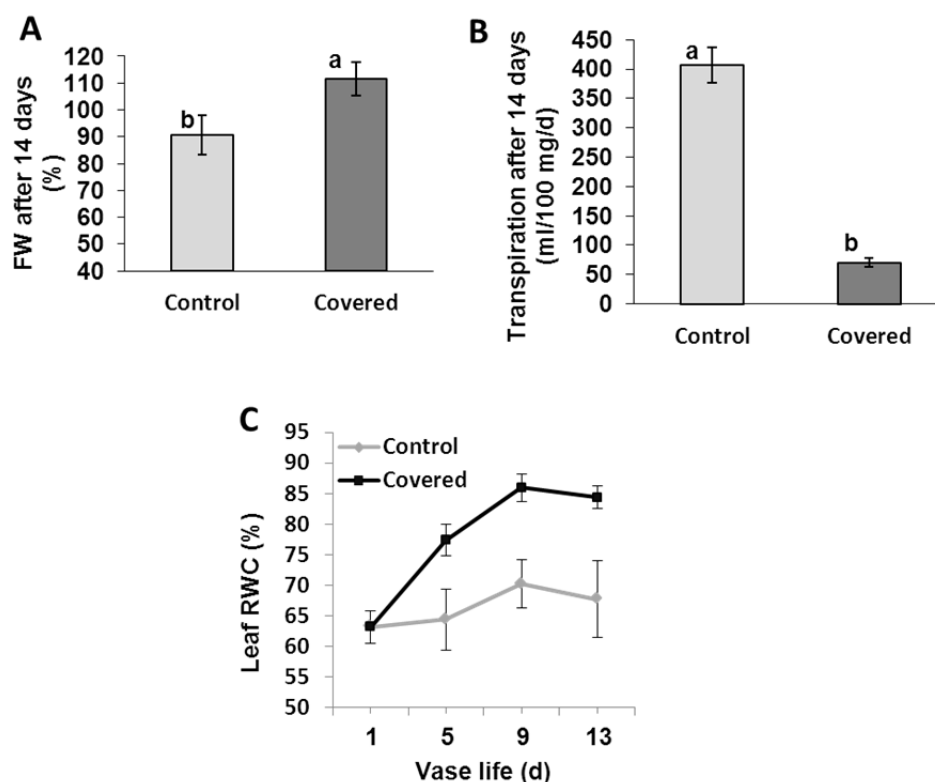 A
FW after 14 days
(%)
120
110
100
90
80
70
60
50
40
b
a
Control
Covered
B
Transpiration after 14 days
(ml/100 mg/d)
450
400
350
300
250
200
150
100
50
0
a
b
Control
Covered
C
Leaf RWC (%)
95
90
85
80
75
70
65
60
55
50
Control
Covered
1
5
9
13
Vase life (d)